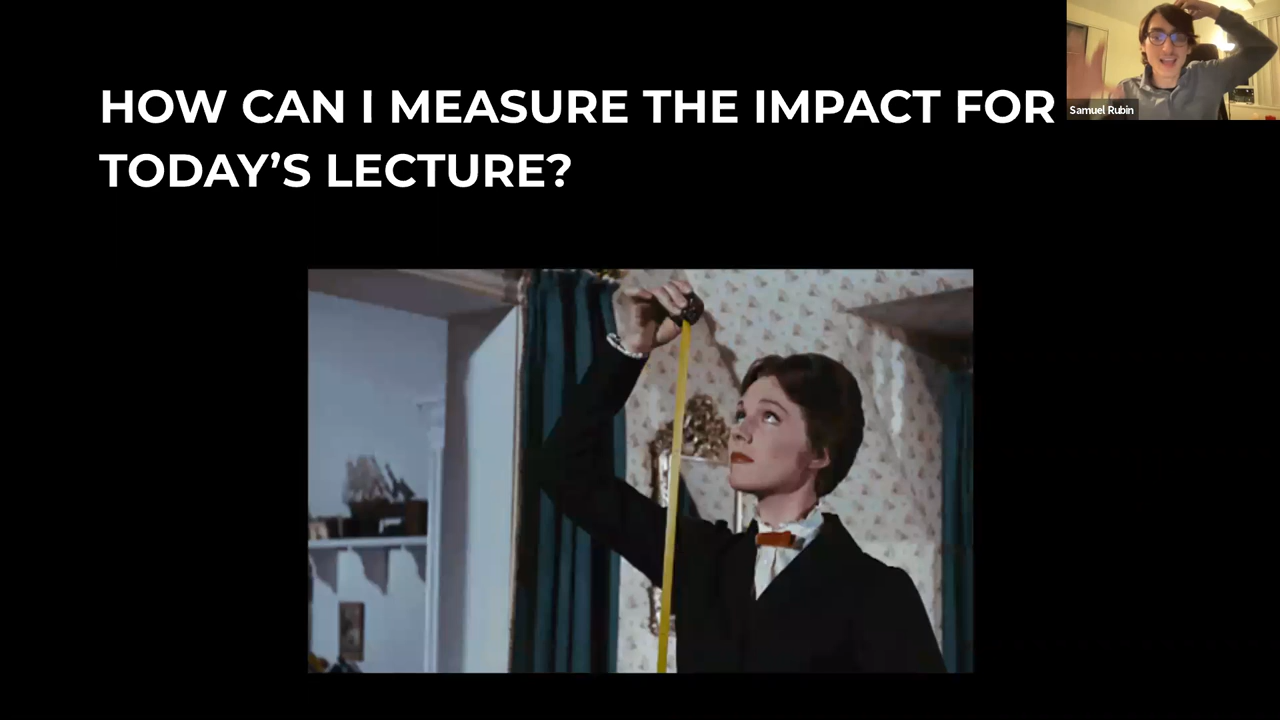 HOW CAN I MEASURE THE IMPACT FOR
TODAY’S LECTURE?
Samuel Rubin